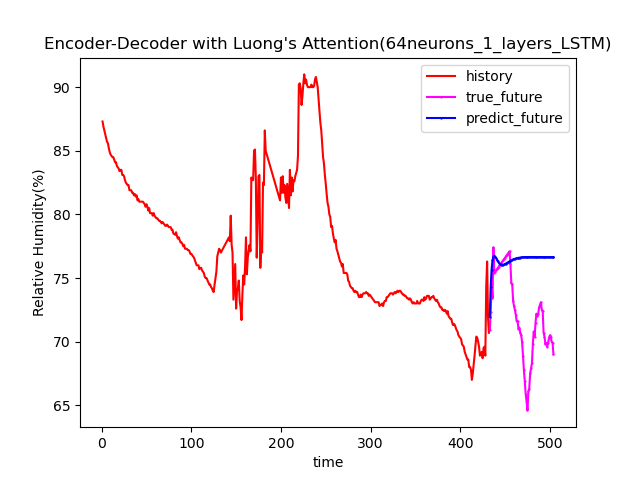 Encoder-Decoder with Luong's Attention(64neurons_1_layers_LSTM)
history
true_future
predict_future
Relative Humidity(%)
90
85
80
75
70
65
0 100 200 300 400 500
time